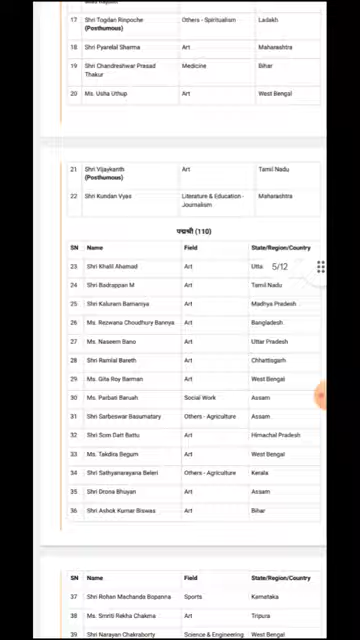 17 Shri Togdan Rinpoche (Posthumous) Others - Spiritualism Ladakh
18 Shri Pyarelal Sharma Art Maharashtra
19 Shri Chandreshwar Prasad Thakur Medicine Bihar
20 Ms. Usha Uthup Art West Bengal
21 Shri Vijaykanth (Posthumous) Art Tamil Nadu
22 Shri Kundan Vyas Literature & Education - Journalism Maharashtra
पद्मश्री (110)
SN Name Field State/Region/Country
23 Shri Khalil Ahamad Art Utta 5/12
24 Shri Badrappan M Art Tamil Nadu
25 Shri Kaluram Bamaniya Art Madhya Pradesh
26 Ms. Rezwana Choudhury Bannya Art Bangladesh
27 Ms. Naseem Bano Art Uttar Pradesh
28 Shri Ramlal Bareth Art Chhattisgarh
29 Ms. Gita Roy Barman Art West Bengal
30 Ms. Parbati Baruah Social Work Assam
31 Shri Sarbeswar Basumatary Others - Agriculture Assam
32 Shri Som Datt Battu Art Himachal Pradesh
33 Ms. Takdira Begum Art West Bengal
34 Shri Sathyanarayana Beleri Others - Agriculture Kerala
35 Shri Drona Bhuyan Art Assam
36 Shri Ashok Kumar Biswas Art Bihar
SN Name Field State/Region/Country
37 Shri Rohan Machanda Bopanna Sports Karnataka
38 Ms. Smriti Rekha Chakma Art Tripura
39 Shri Narayan Chakraborty Science & Engineering West Bengal